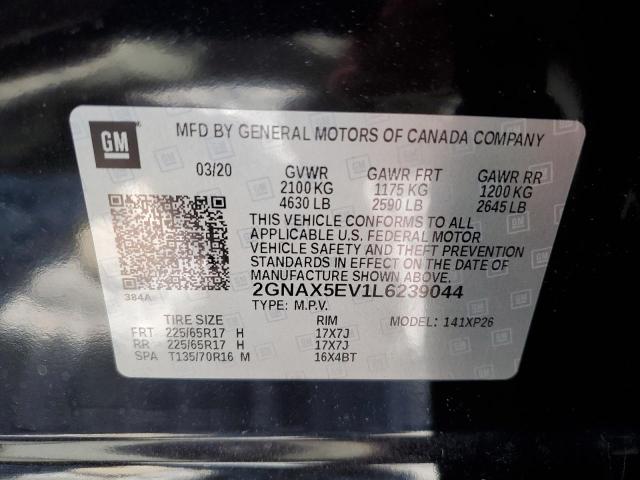 GM
MFD BY GENERAL MOTORS OF CANADA COMPANY
03/20 GVWR GAWR FRT GAWR RR
2100 KG 1175 KG 1200 KG
4630 LB 2590 LB 2645 LB
THIS VEHICLE CONFORMS TO ALL
APPLICABLE U.S. FEDERAL MOTOR
VEHICLE SAFETY AND THEFT PREVENTION
STANDARDS IN EFFECT ON THE DATE OF
MANUFACTURE SHOWN ABOVE.
384A 2GNAX5EV1L6239044
TYPE: M.P.V.
TIRE SIZE RIM MODEL: 141XP26
FRT 225/65R17 H 17X7J
RR 225/65R17 H 17X7J
SPA T135/70R16 M 16X4BT